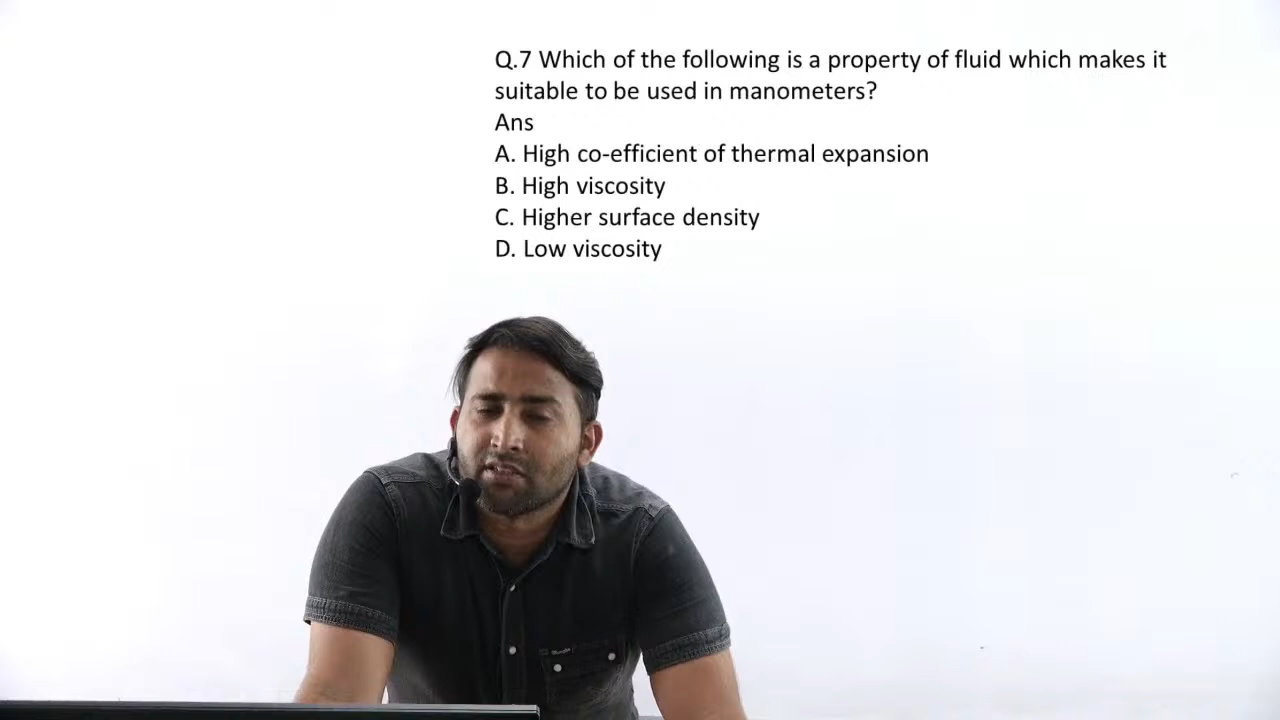 Q.7 Which of the following is a property of fluid which makes it
suitable to be used in manometers?
Ans
A. High co-efficient of thermal expansion
B. High viscosity
C. Higher surface density
D. Low viscosity